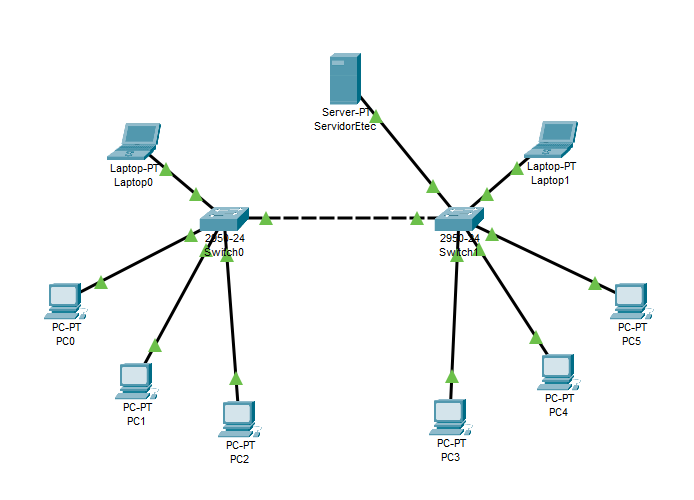 Server-PT
ServidorEtec
Laptop-PT
Laptop0
Laptop-PT
Laptop1
2950-24
Switch0
2950-24
Switch1
PC-PT
PC0
PC-PT
PC5
PC-PT
PC1
PC-PT
PC4
PC-PT
PC2
PC-PT
PC3